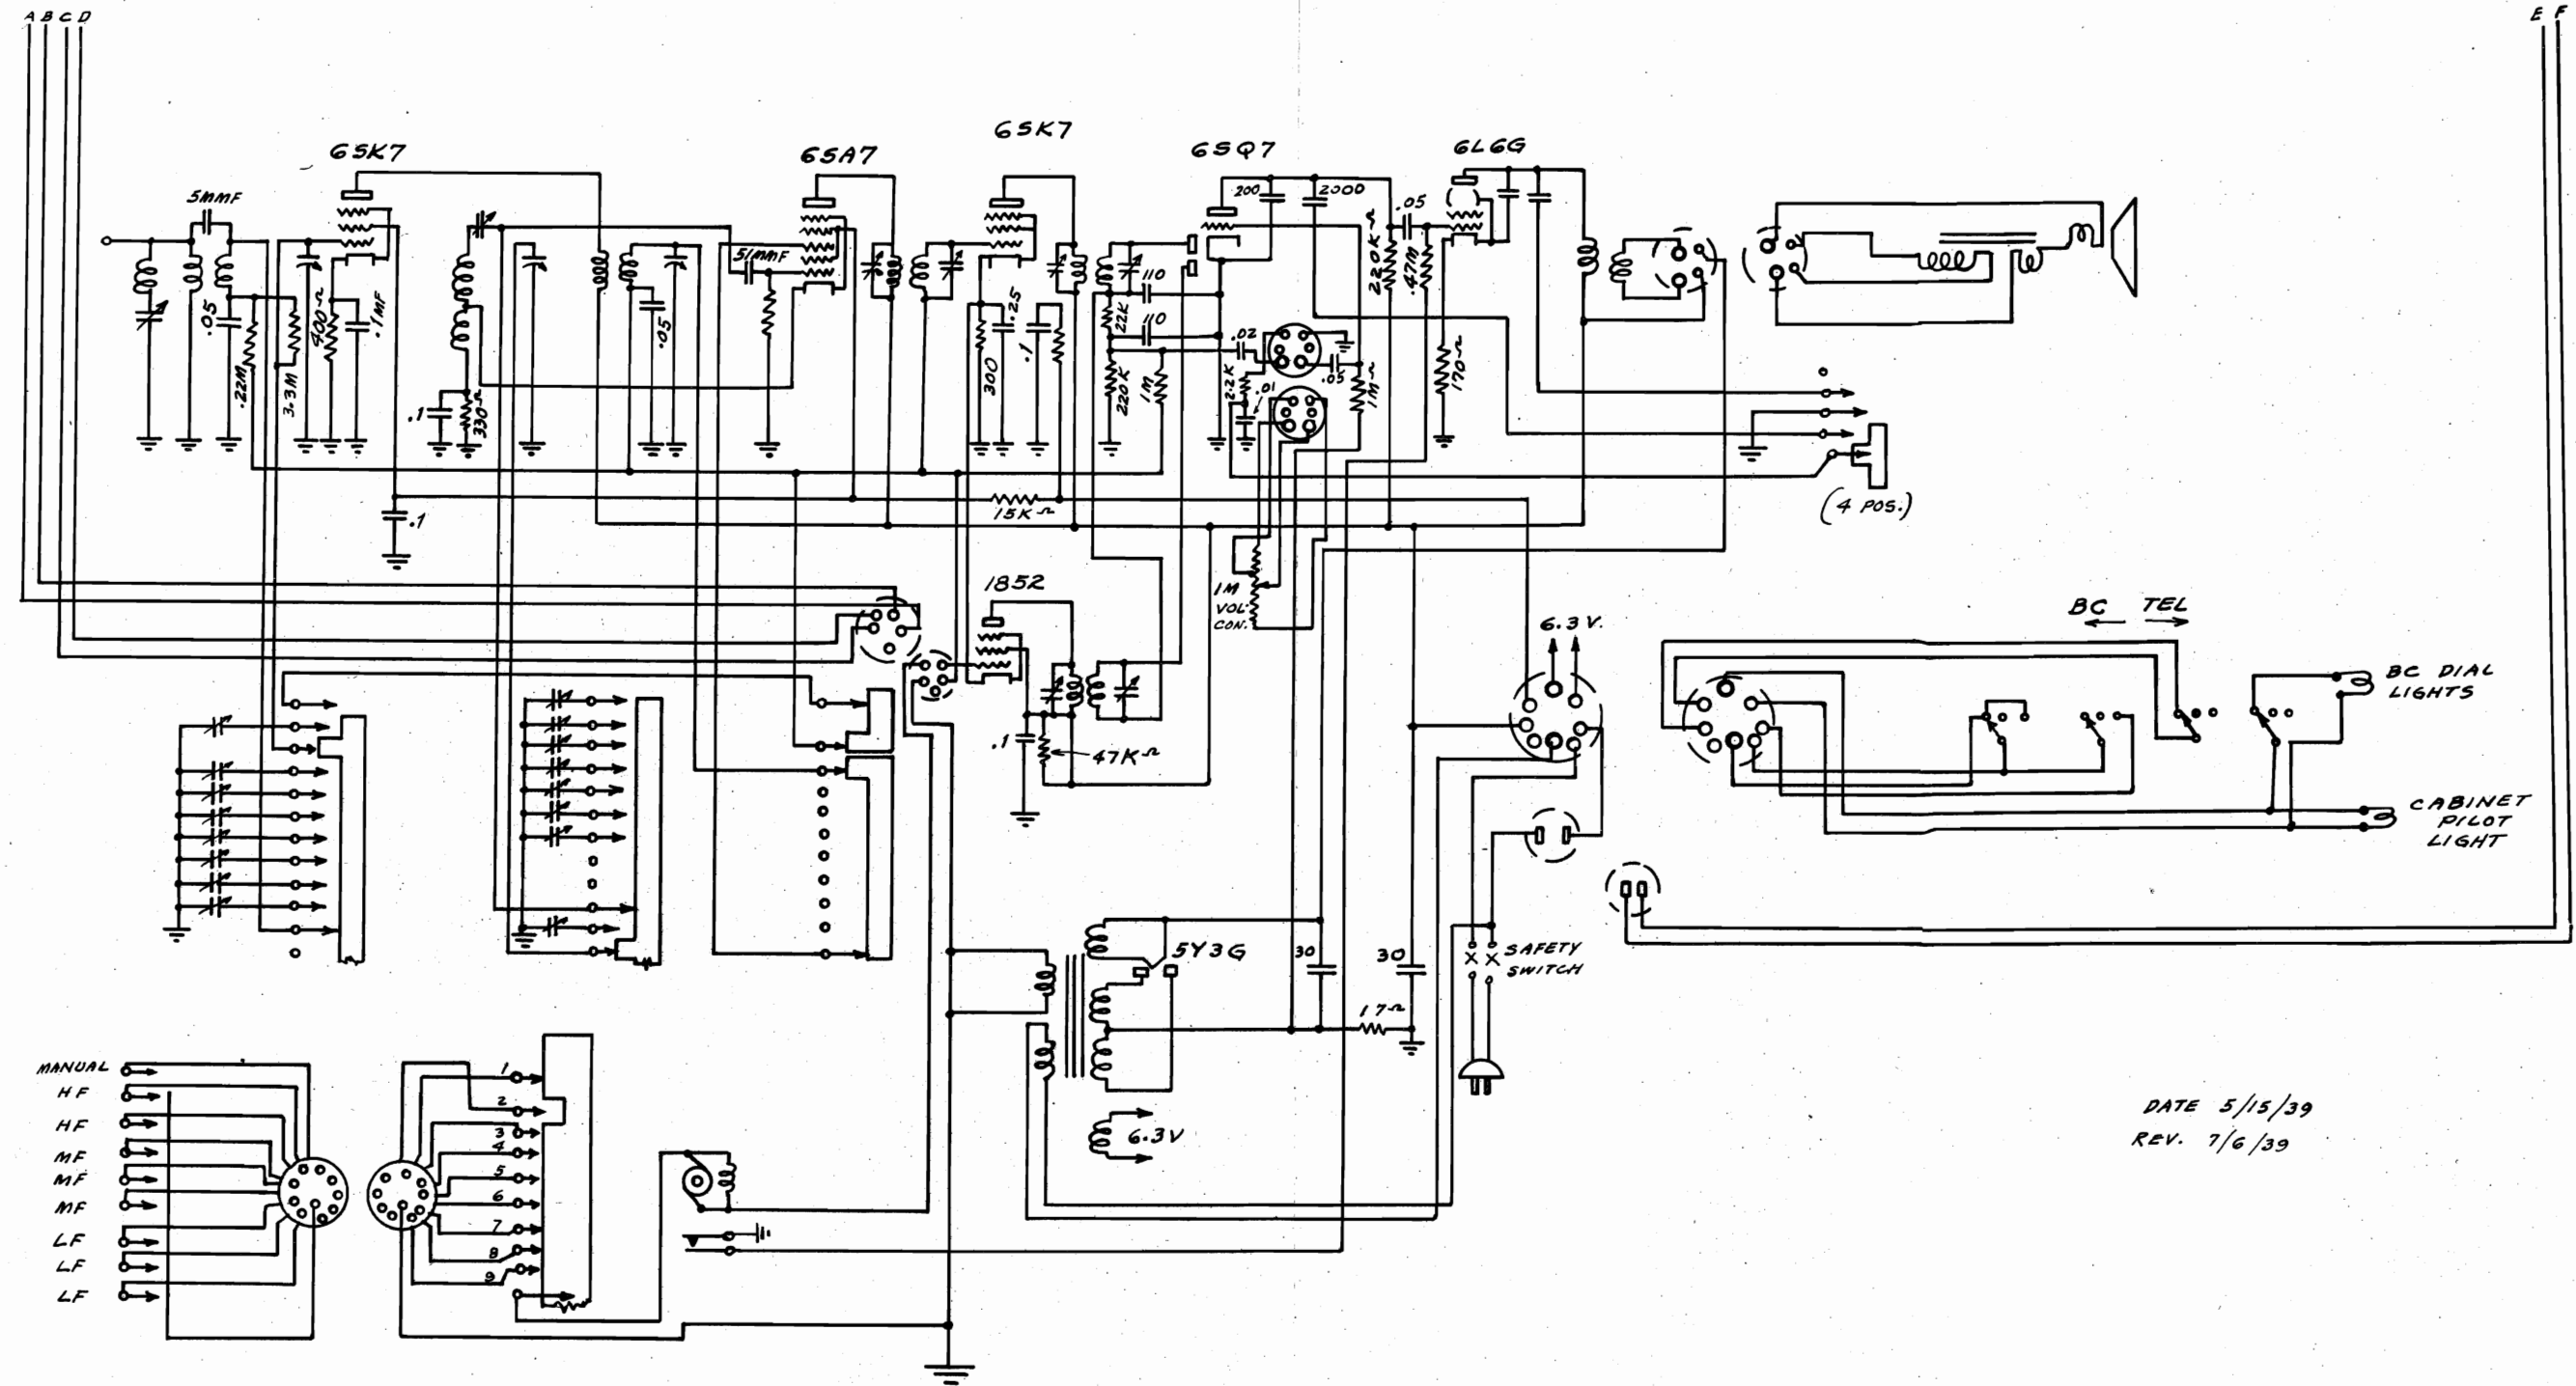 A B C D
E F
6SK7
6SA7
6SK7
6SQ7
6L6G
5MMF
.05
.22M
3.3M
400Ω
.1MF
.1
330Ω
.05
51MMF
300
.25
.1
110
22K
110
220K
1M
200
2000
.02
2.2K
.01
.05
1MΩ
220KΩ
.05
.47M
170Ω
15KΩ
.1
(4 POS.)
1852
1M
VOL.
CON.
6.3V.
BC TEL
BC DIAL
LIGHTS
.1
47KΩ
CABINET
PILOT
LIGHT
5Y3G
30
30
SAFETY
SWITCH
17Ω
6.3V
MANUAL
HF
HF
MF
MF
MF
LF
LF
LF
1
2
3
4
5
6
7
8
9
DATE 5/15/39
REV. 7/6/39